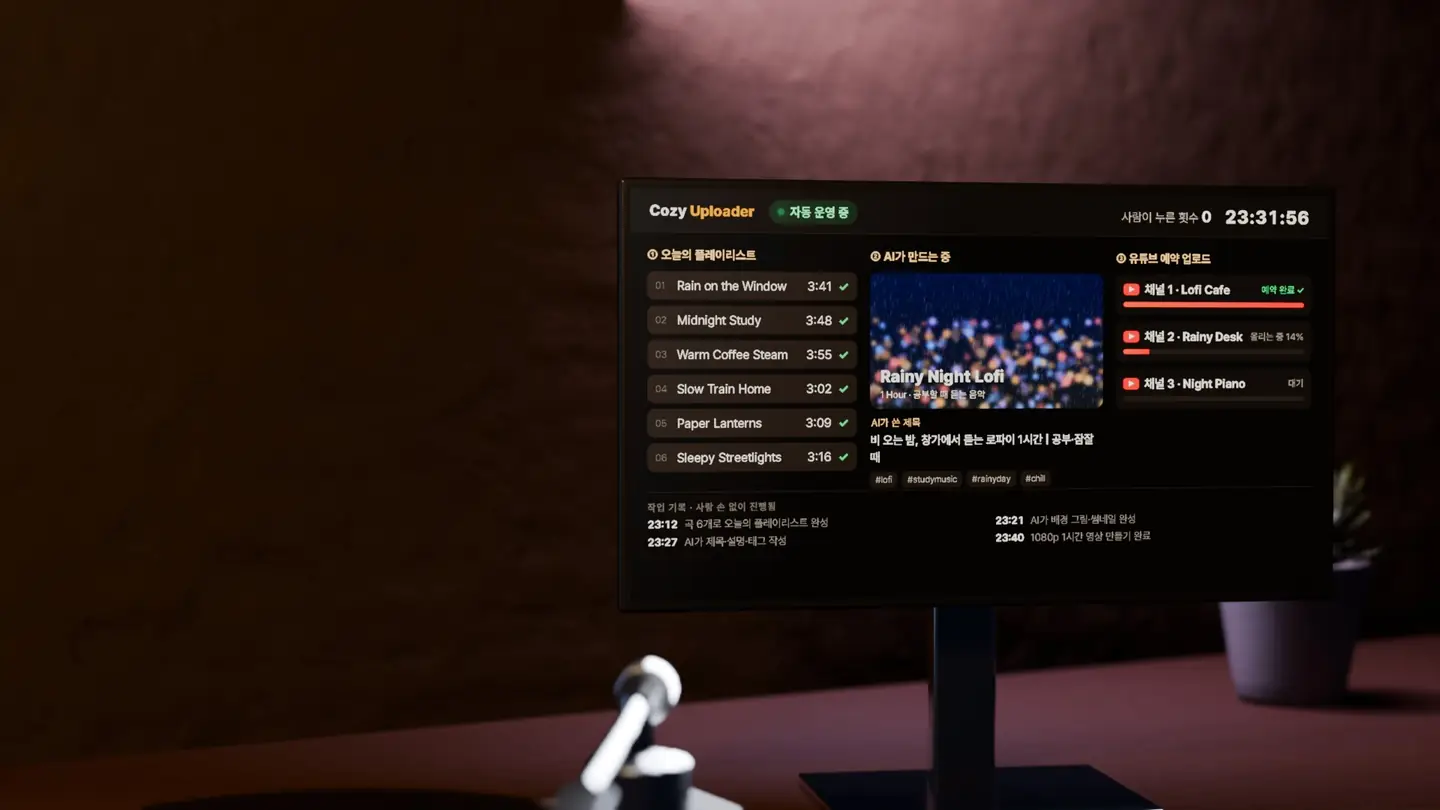 Cozy Uploader
자동 운영 중
사람이 누른 횟수 0
23:31:56
① 오늘의 플레이리스트
01 Rain on the Window 3:41
02 Midnight Study 3:48
03 Warm Coffee Steam 3:55
04 Slow Train Home 3:02
05 Paper Lanterns 3:09
06 Sleepy Streetlights 3:16
② AI가 만드는 중
Rainy Night Lofi
1 Hour · 공부할 때 듣는 음악
AI가 쓴 제목
비 오는 밤, 창가에서 듣는 로파이 1시간 | 공부·잠잘
때
#lofi #studymusic #rainyday #chill
③ 유튜브 예약 업로드
채널 1 · Lofi Cafe 예약 완료
채널 2 · Rainy Desk 올리는 중 14%
채널 3 · Night Piano 대기
작업 기록 · 사람 손 없이 진행됨
23:12 곡 6개로 오늘의 플레이리스트 완성
23:27 AI가 제목·설명·태그 작성
23:21 AI가 배경 그림·썸네일 완성
23:40 1080p 1시간 영상 만들기 완료